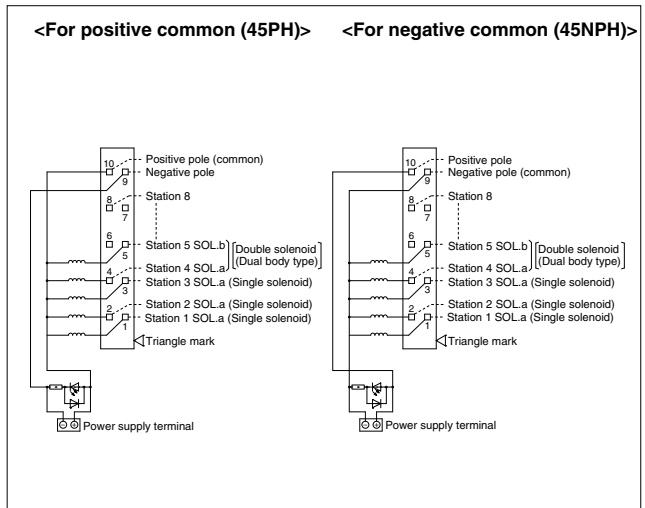 <For positive common (45PH)>
10
9
8
7
6
5
4
3
2
1
Positive pole (common)
Negative pole
Station 8
Station 5 SOL.b
Station 4 SOL.a
Double solenoid
(Dual body type)
Station 3 SOL.a (Single solenoid)
Station 2 SOL.a (Single solenoid)
Station 1 SOL.a (Single solenoid)
Triangle mark
⊖ ⊕ Power supply terminal
<For negative common (45NPH)>
10
9
8
7
6
5
4
3
2
1
Positive pole
Negative pole (common)
Station 8
Station 5 SOL.b
Station 4 SOL.a
Double solenoid
(Dual body type)
Station 3 SOL.a (Single solenoid)
Station 2 SOL.a (Single solenoid)
Station 1 SOL.a (Single solenoid)
Triangle mark
⊖ ⊕ Power supply terminal